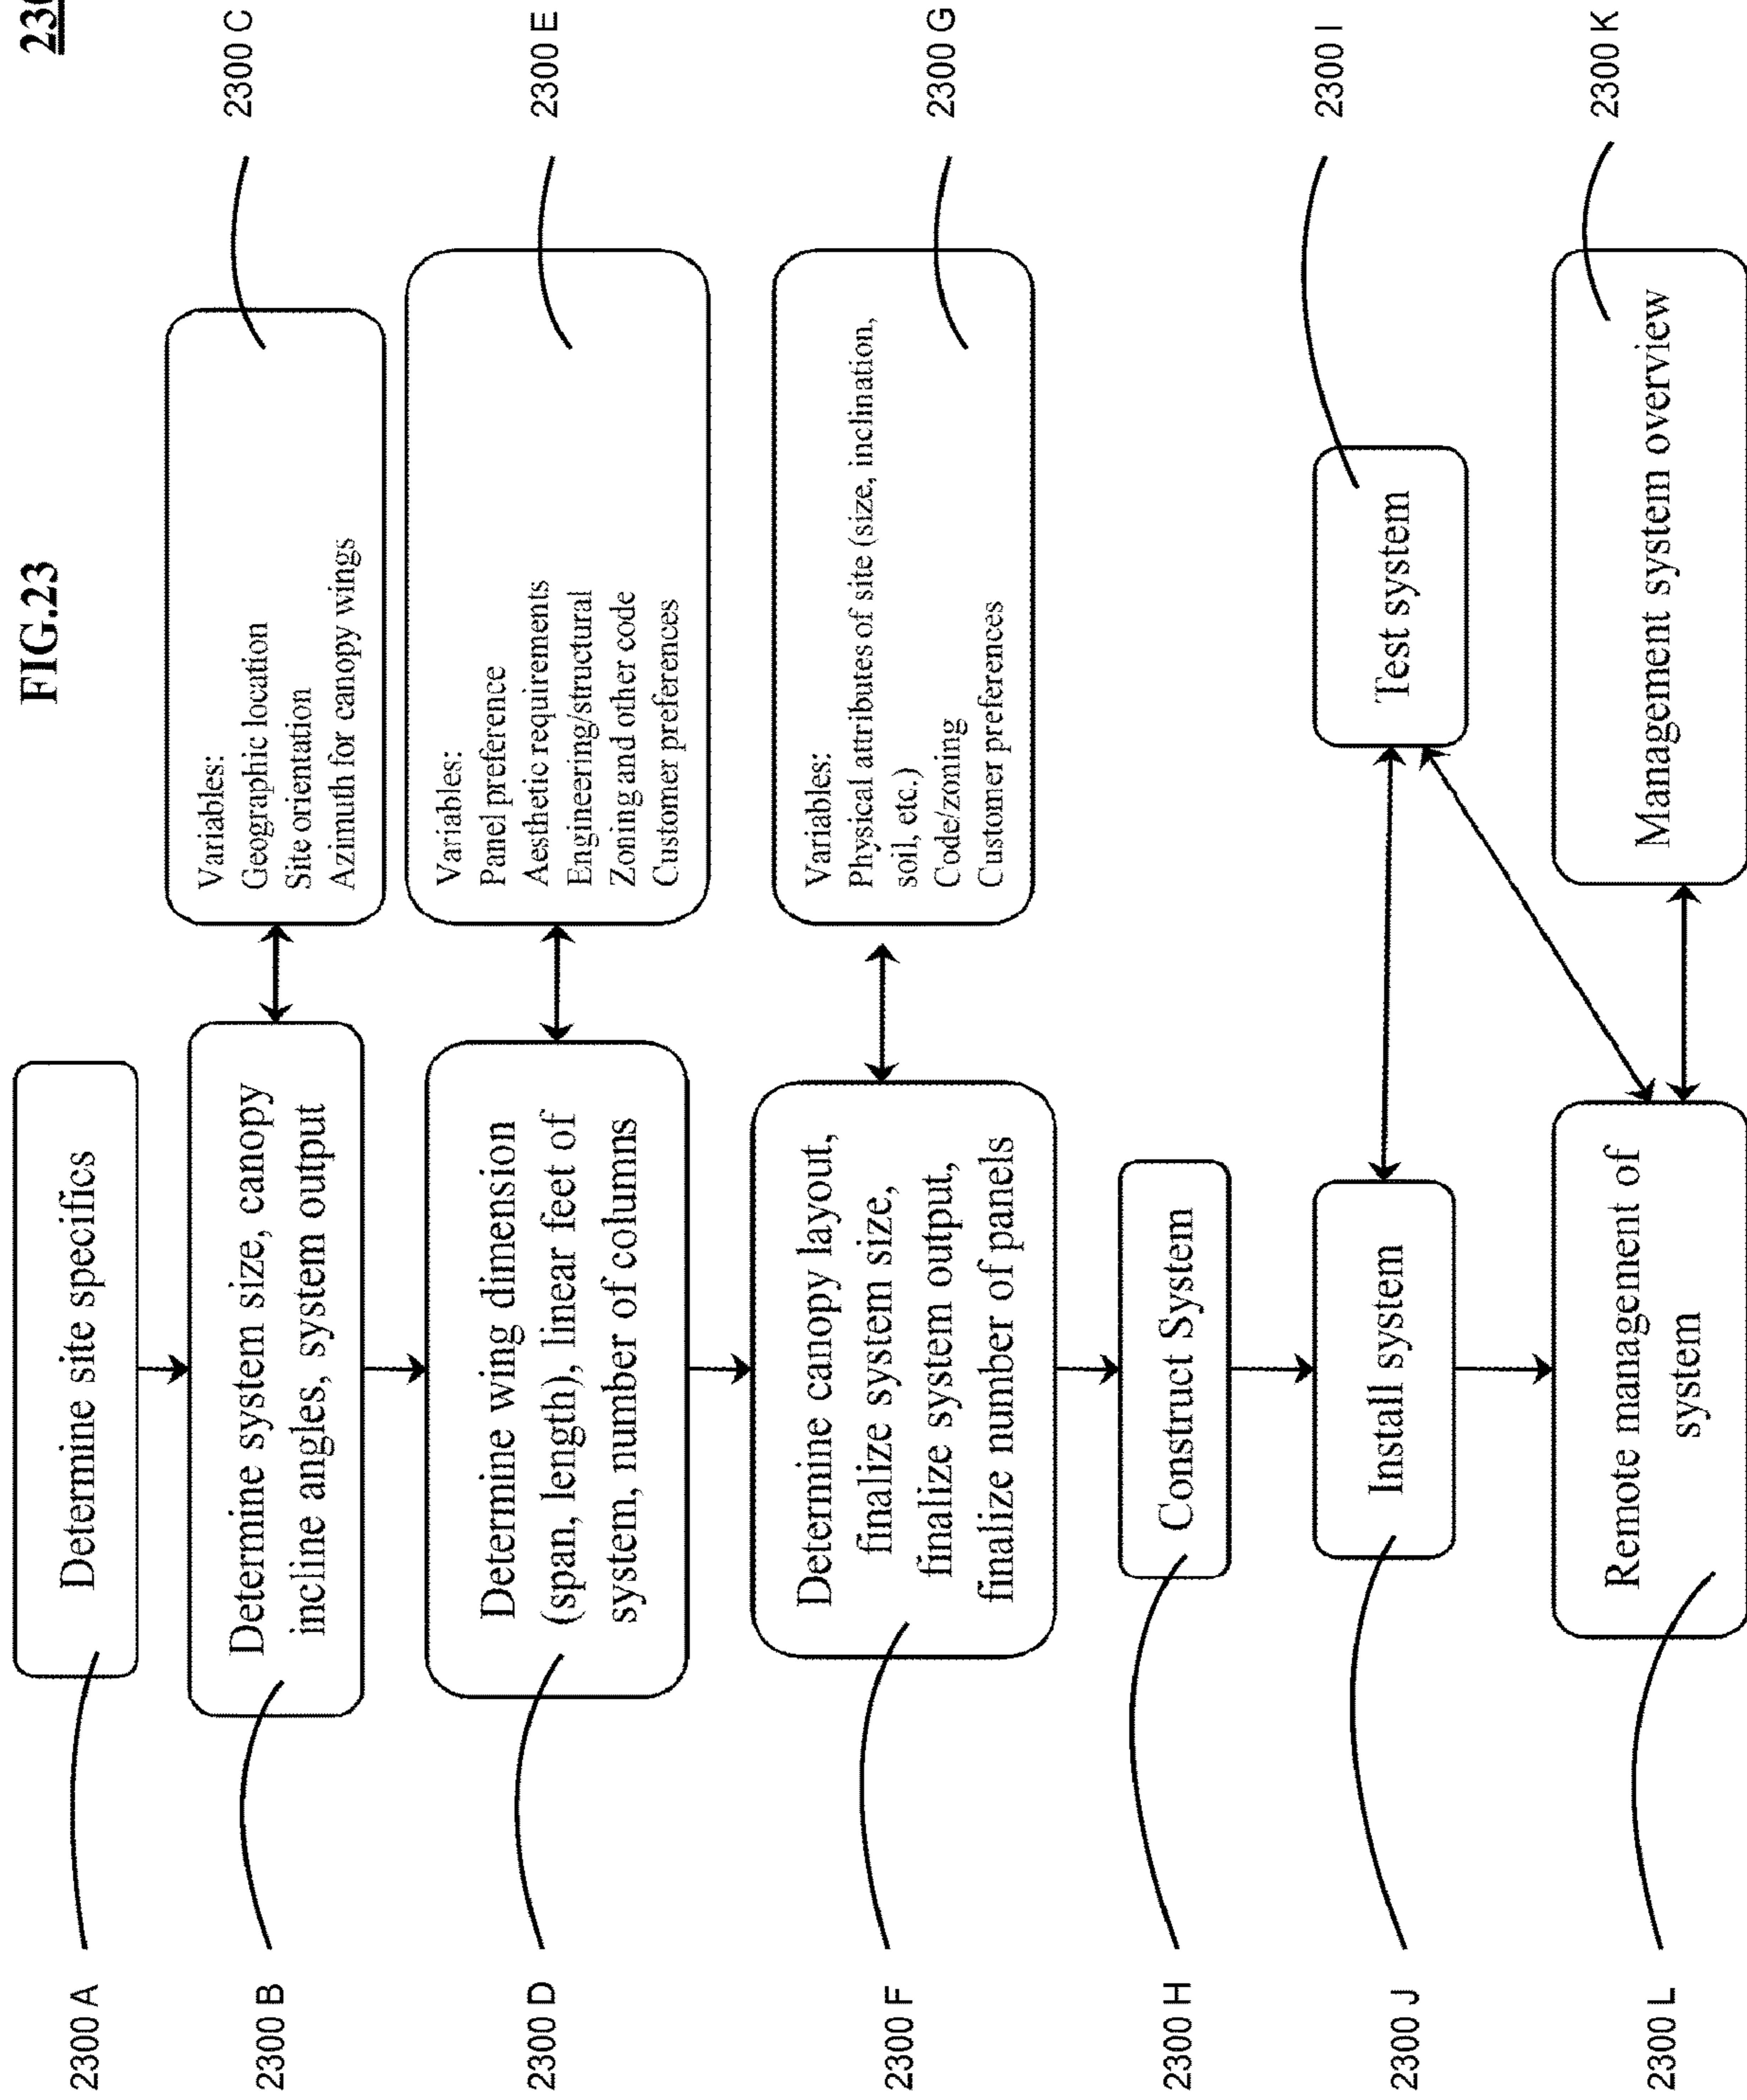 FIG.23
2300 A
Determine site specifics
2300 B
Determine system size, canopy
incline angles, system output
Variables:
Geographic location
Site orientation
Azimuth for canopy wings
2300 C
2300 D
Determine wing dimension
(span, length), linear feet of
system, number of columns
Variables:
Panel preference
Aesthetic requirements
Engineering/structural
Zoning and other code
Customer preferences
2300 E
2300 F
Determine canopy layout,
finalize system size,
finalize system output,
finalize number of panels
Variables:
Physical attributes of site (size, inclination,
soil, etc.)
Code/zoning
Customer preferences
2300 G
2300 H
Construct System
2300 J
Install system
Test system
2300 I
2300 L
Remote management of
system
Management system overview
2300 K